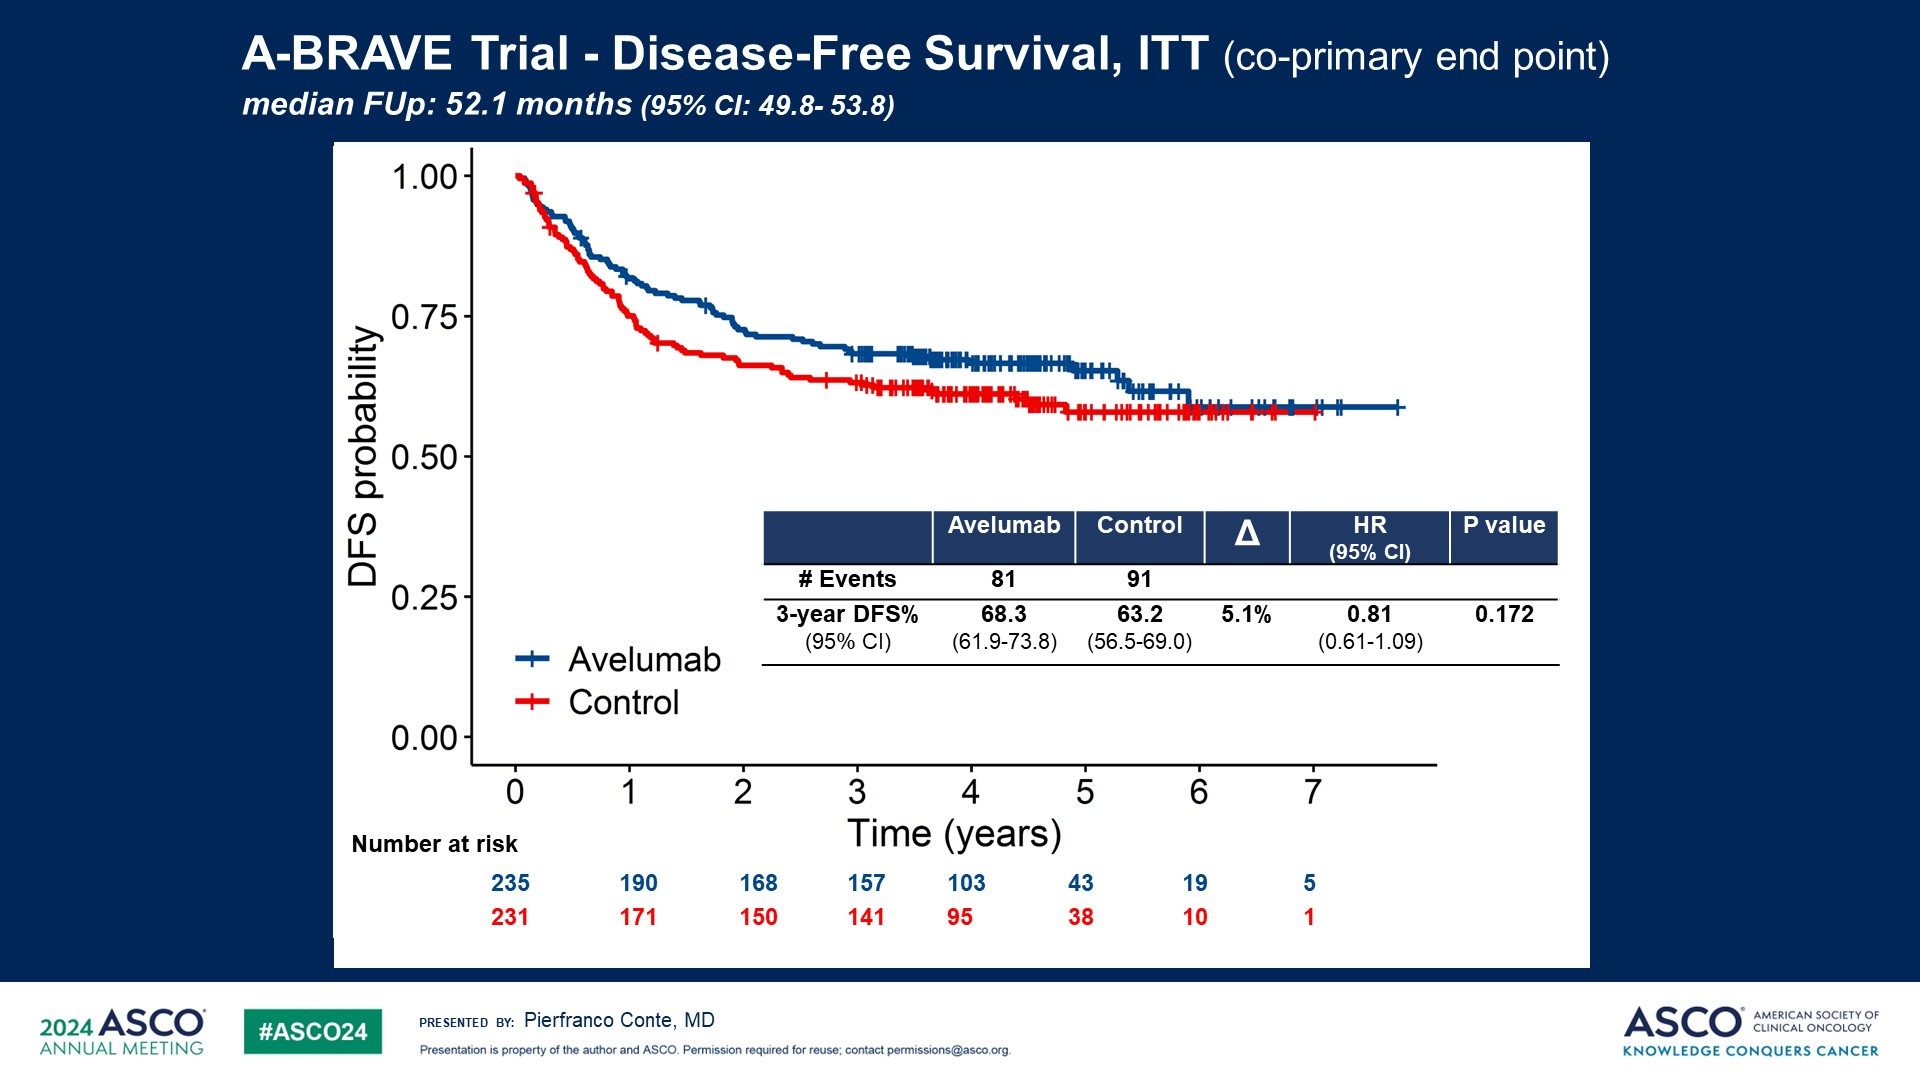 A-BRAVE Trial - Disease-Free Survival, ITT (co-primary end point)
median FUp: 52.1 months (95% CI: 49.8- 53.8)
1.00
0.75
0.50
0.25
0.00
DFS probability
Avelumab Control Δ HR P value
(95% CI)
# Events 81 91
3-year DFS% 68.3 63.2 5.1% 0.81 0.172
(95% CI) (61.9-73.8) (56.5-69.0) (0.61-1.09)
Avelumab
Control
0 1 2 3 4 5 6 7
Time (years)
Number at risk
235 190 168 157 103 43 19 5
231 171 150 141 95 38 10 1
2024 ASCO
ANNUAL MEETING
#ASCO24
PRESENTED BY: Pierfranco Conte, MD
Presentation is property of the author and ASCO. Permission required for reuse; contact permissions@asco.org.
ASCO AMERICAN SOCIETY OF
CLINICAL ONCOLOGY
KNOWLEDGE CONQUERS CANCER